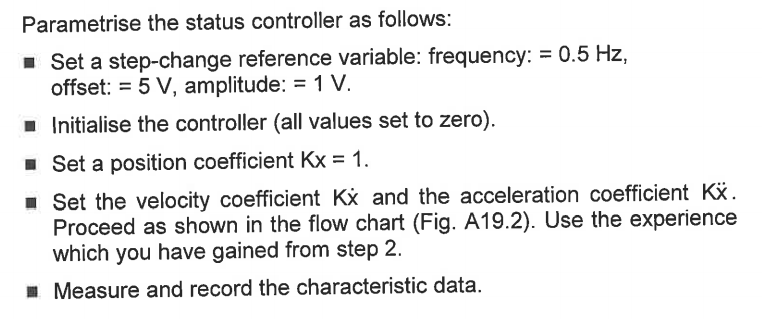 Parametrise the status controller as follows:
■ Set a step-change reference variable: frequency: = 0.5 Hz,
offset: = 5 V, amplitude: = 1 V.
■ Initialise the controller (all values set to zero).
■ Set a position coefficient Kx = 1.
■ Set the velocity coefficient Kẋ and the acceleration coefficient Kẍ.
Proceed as shown in the flow chart (Fig. A19.2). Use the experience
which you have gained from step 2.
■ Measure and record the characteristic data.